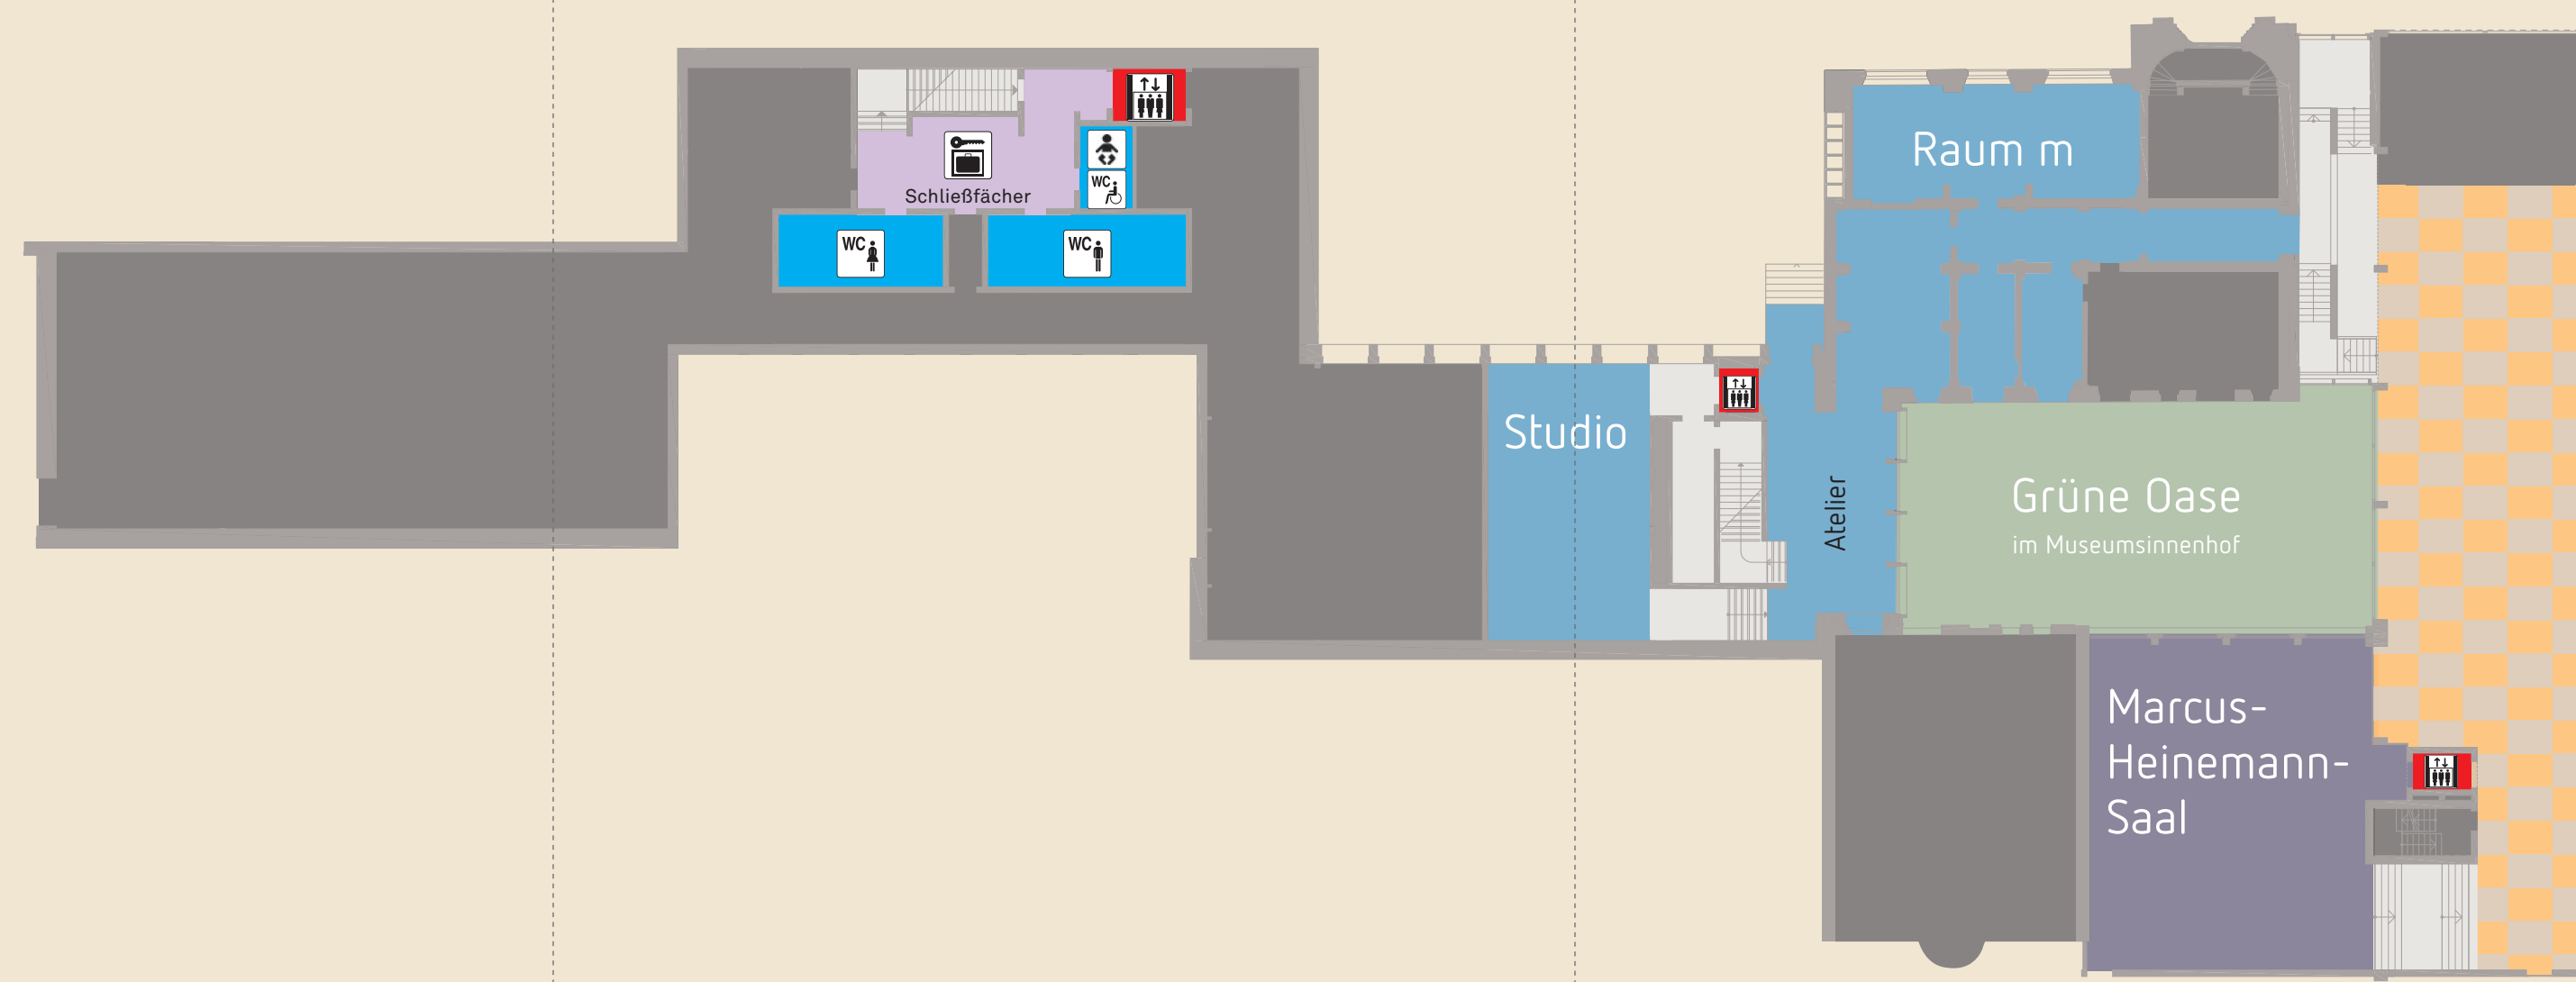 Schließfächer
WC
WC
WC
Raum m
Studio
Atelier
Grüne Oase
im Museumsinnenhof
Marcus-
Heinemann-
Saal